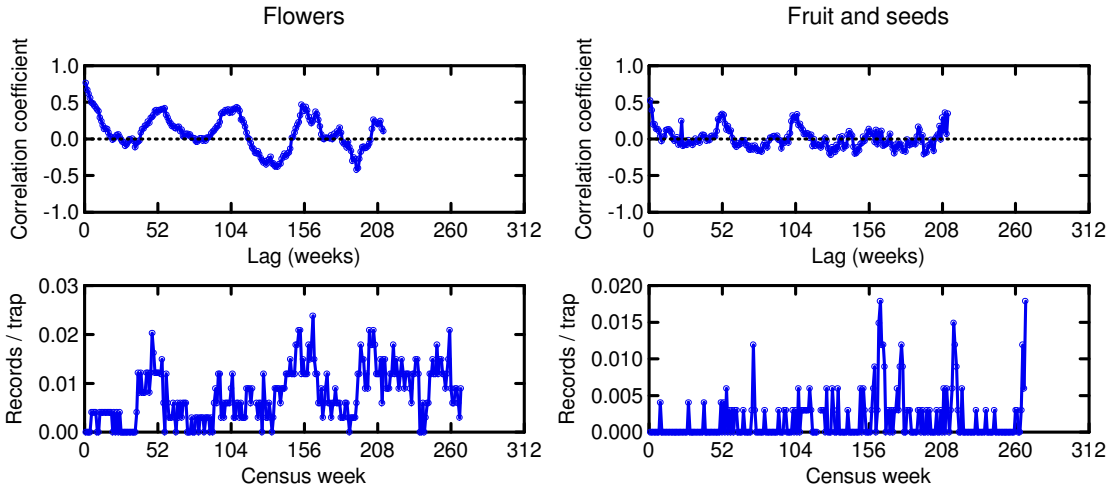 Flowers
Fruit and seeds
Correlation coefficient
1.0
0.5
0.0
-0.5
-1.0
0 52 104 156 208 260 312
Lag (weeks)
Correlation coefficient
1.0
0.5
0.0
-0.5
-1.0
0 52 104 156 208 260 312
Lag (weeks)
Records / trap
0.03
0.02
0.01
0.00
0 52 104 156 208 260 312
Census week
Records / trap
0.020
0.015
0.010
0.005
0.000
0 52 104 156 208 260 312
Census week